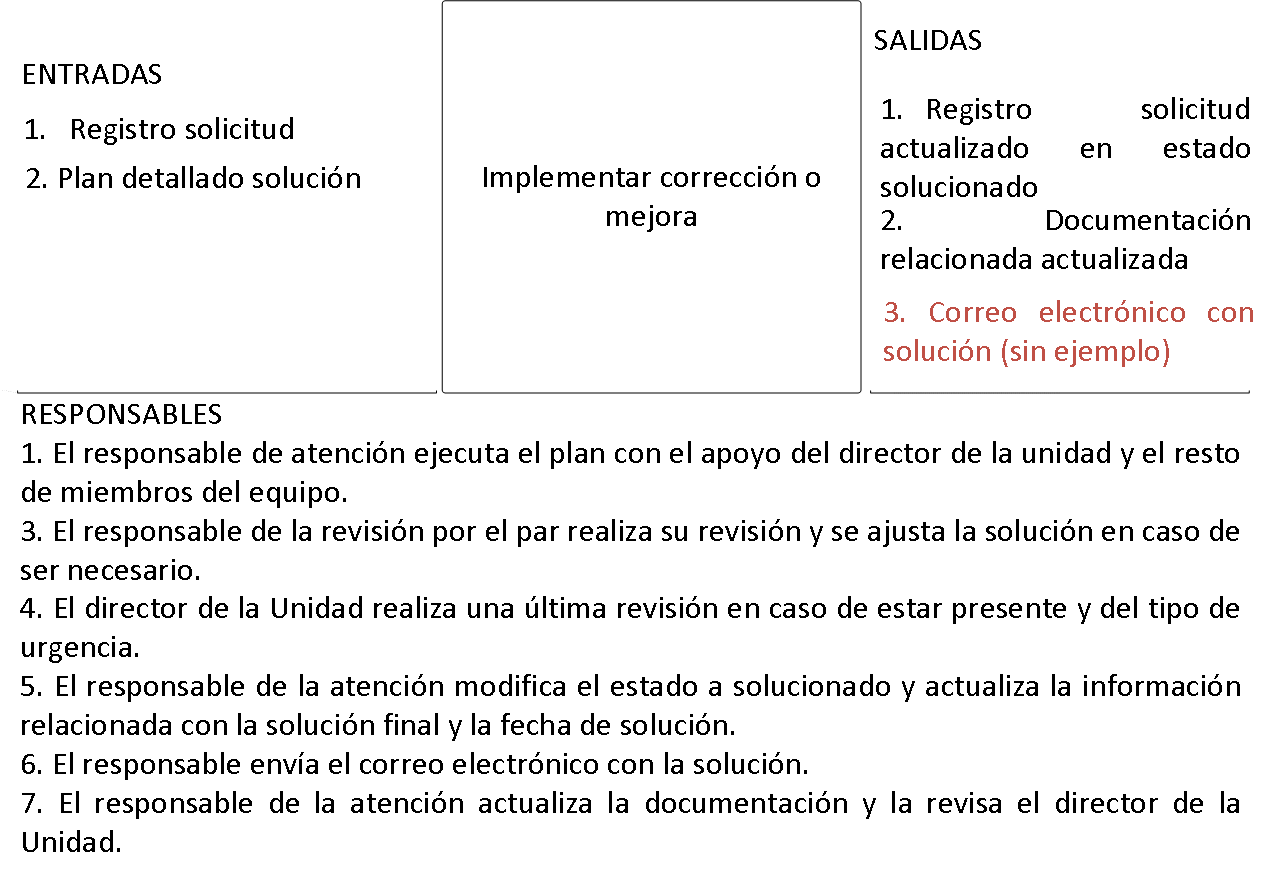 ENTRADAS
1. Registro solicitud
2. Plan detallado solución
Implementar corrección o
mejora
SALIDAS
1. Registro solicitud
actualizado en estado
solucionado
2. Documentación
relacionada actualizada
3. Correo electrónico con
solución (sin ejemplo)
RESPONSABLES
1. El responsable de atención ejecuta el plan con el apoyo del director de la unidad y el resto
de miembros del equipo.
3. El responsable de la revisión por el par realiza su revisión y se ajusta la solución en caso de
ser necesario.
4. El director de la Unidad realiza una última revisión en caso de estar presente y del tipo de
urgencia.
5. El responsable de la atención modifica el estado a solucionado y actualiza la información
relacionada con la solución final y la fecha de solución.
6. El responsable envía el correo electrónico con la solución.
7. El responsable de la atención actualiza la documentación y la revisa el director de la
Unidad.